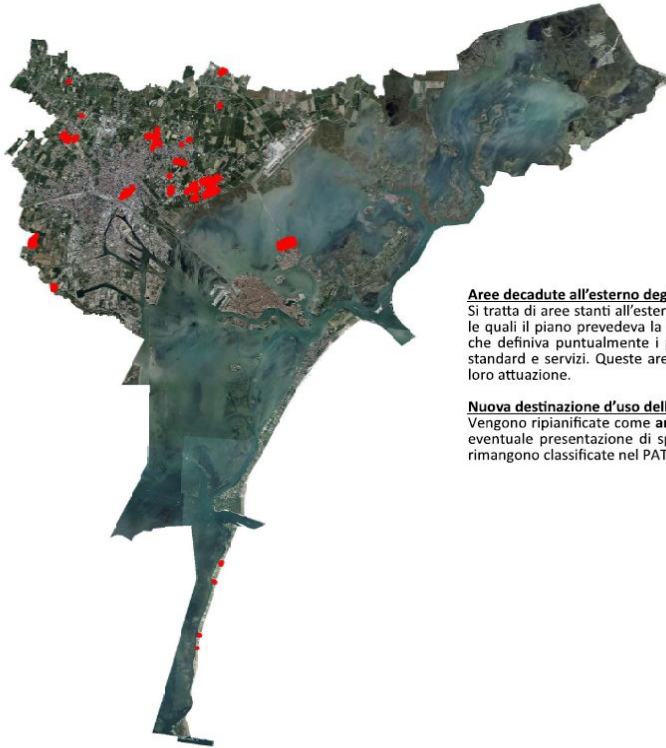 Aree decadute all'esterno deg
Si tratta di aree stanti all'ester
le quali il piano prevedeva la
che definiva puntualmente i p
standard e servizi. Queste are
loro attuazione.
Nuova destinazione d'uso dell
Vengono ripianificate come ar
eventuale presentazione di sp
rimangono classificate nel PAT